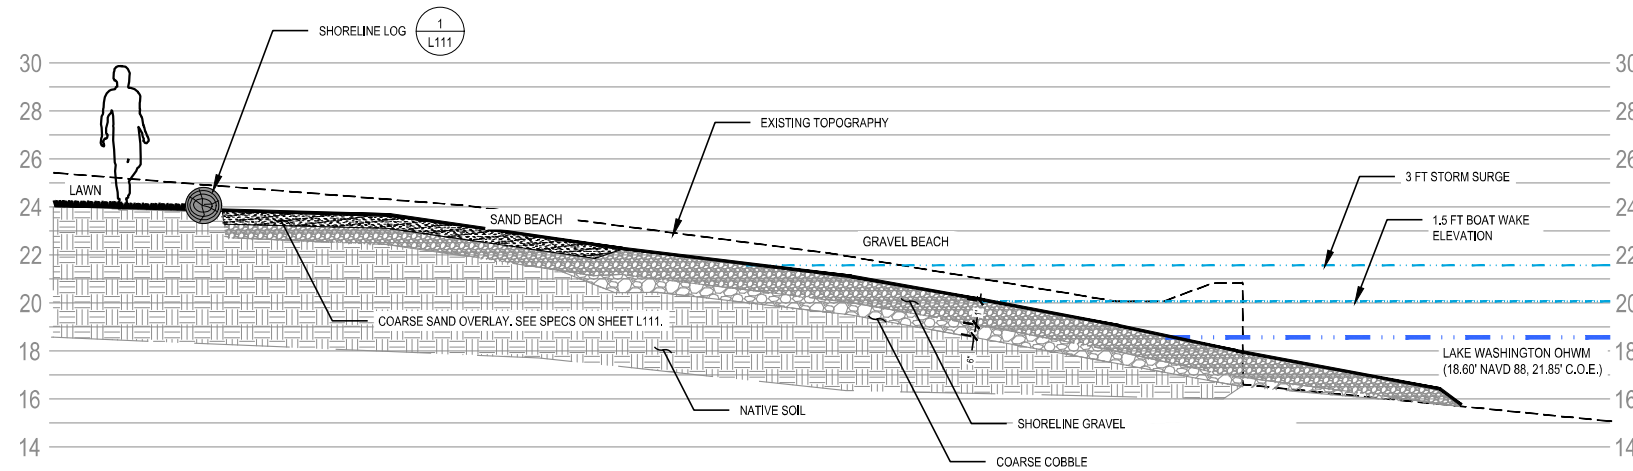 SHORELINE LOG
1
L111
30
28
26
24
22
20
18
16
14
30
28
26
24
22
20
18
16
14
EXISTING TOPOGRAPHY
3 FT STORM SURGE
LAWN
SAND BEACH
1.5 FT BOAT WAKE
ELEVATION
GRAVEL BEACH
COARSE SAND OVERLAY. SEE SPECS ON SHEET L111.
1'
6"
LAKE WASHINGTON OHWM
(18.60' NAVD 88, 21.85' C.O.E.)
NATIVE SOIL
SHORELINE GRAVEL
COARSE COBBLE